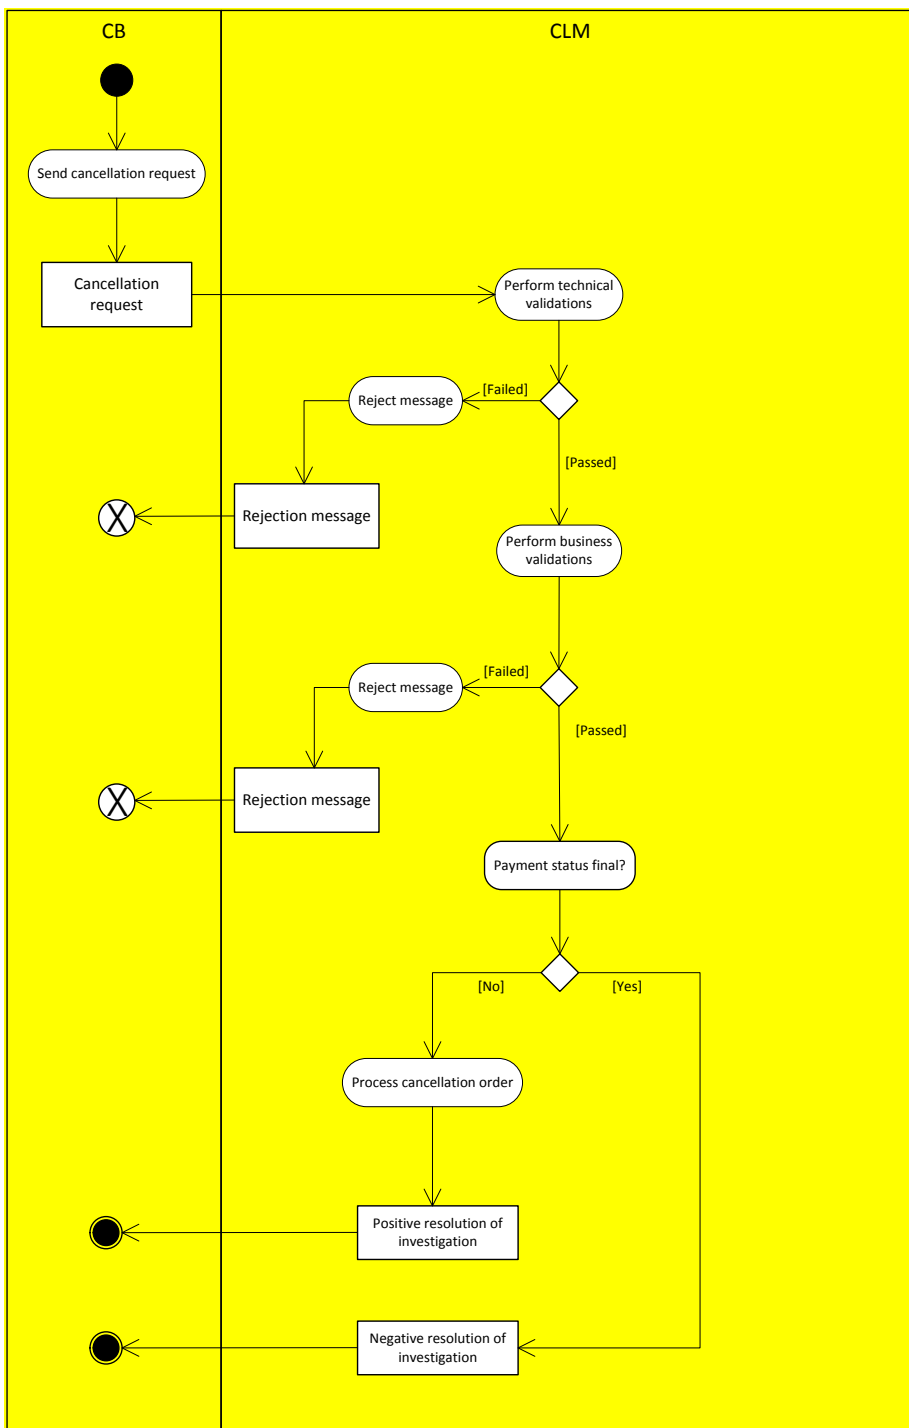 CB
CLM
Send cancellation request
Cancellation
request
Perform technical
validations
[Failed]
Reject message
[Passed]
Rejection message
X
Perform business
validations
[Failed]
Reject message
[Passed]
Rejection message
X
Payment status final?
[No]
[Yes]
Process cancellation order
Positive resolution of
investigation
Negative resolution of
investigation